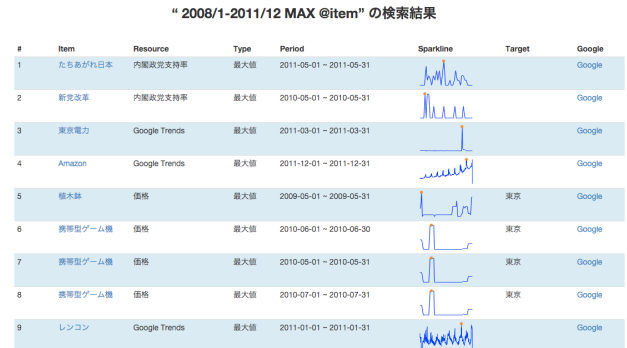 “ 2008/1-2011/12 MAX @item” の検索結果
# Item Resource Type Period Sparkline Target Google
1 たちあがれ日本 内閣政党支持率 最大値 2011-05-01 ~ 2011-05-31 Google
2 新党改革 内閣政党支持率 最大値 2010-05-01 ~ 2010-05-31 Google
3 東京電力 Google Trends 最大値 2011-03-01 ~ 2011-03-31 Google
4 Amazon Google Trends 最大値 2011-12-01 ~ 2011-12-31 Google
5 植木鉢 価格 最大値 2009-05-01 ~ 2009-05-31 東京 Google
6 携帯型ゲーム機 価格 最大値 2010-06-01 ~ 2010-06-30 東京 Google
7 携帯型ゲーム機 価格 最大値 2010-05-01 ~ 2010-05-31 東京 Google
8 携帯型ゲーム機 価格 最大値 2010-07-01 ~ 2010-07-31 東京 Google
9 レンコン Google Trends 最大値 2011-01-01 ~ 2011-01-31 Google